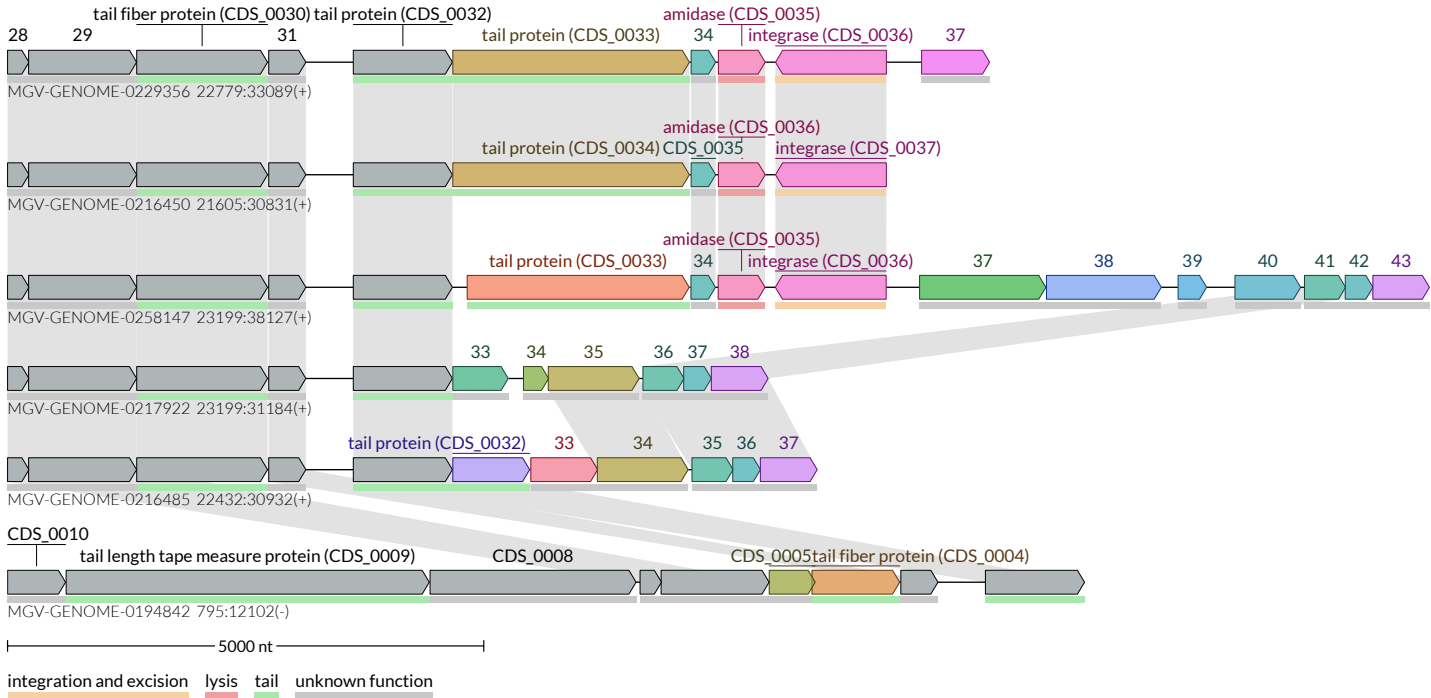 tail fiber protein (CDS_0030) tail protein (CDS_0032) amidase (CDS_0035)
28 29 31 tail protein (CDS_0033) 34 integrase (CDS_0036) 37
MGV-GENOME-0229356 22779:33089(+)
amidase (CDS_0036)
tail protein (CDS_0034) CDS_0035 integrase (CDS_0037)
MGV-GENOME-0216450 21605:30831(+)
amidase (CDS_0035)
tail protein (CDS_0033) 34 integrase (CDS_0036) 37 38 39 40 41 42 43
MGV-GENOME-0258147 23199:38127(+)
33 34 35 36 37 38
MGV-GENOME-0217922 23199:31184(+)
tail protein (CDS_0032) 33 34 35 36 37
MGV-GENOME-0216485 22432:30932(+)
CDS_0010
tail length tape measure protein (CDS_0009) CDS_0008 CDS_0005 tail fiber protein (CDS_0004)
MGV-GENOME-0194842 795:12102(-)
5000 nt
integration and excision lysis tail unknown function